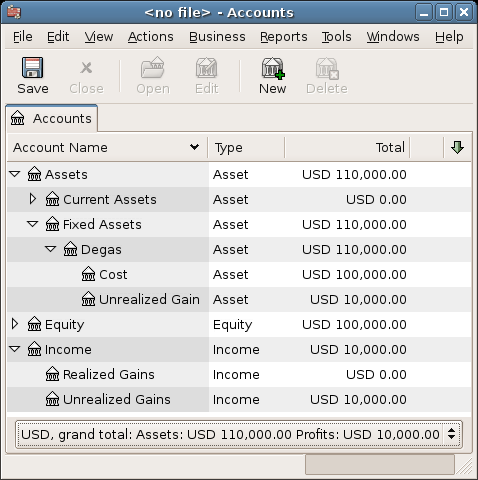 <no file> - Accounts
File Edit View Actions Business Reports Tools Windows Help
Save Close Open Edit New Delete
Accounts
Account Name Type Total
Assets Asset USD 110,000.00
Current Assets Asset USD 0.00
Fixed Assets Asset USD 110,000.00
Degas Asset USD 110,000.00
Cost Asset USD 100,000.00
Unrealized Gain Asset USD 10,000.00
Equity Equity USD 100,000.00
Income Income USD 10,000.00
Realized Gains Income USD 0.00
Unrealized Gains Income USD 10,000.00
USD, grand total: Assets: USD 110,000.00 Profits: USD 10,000.00